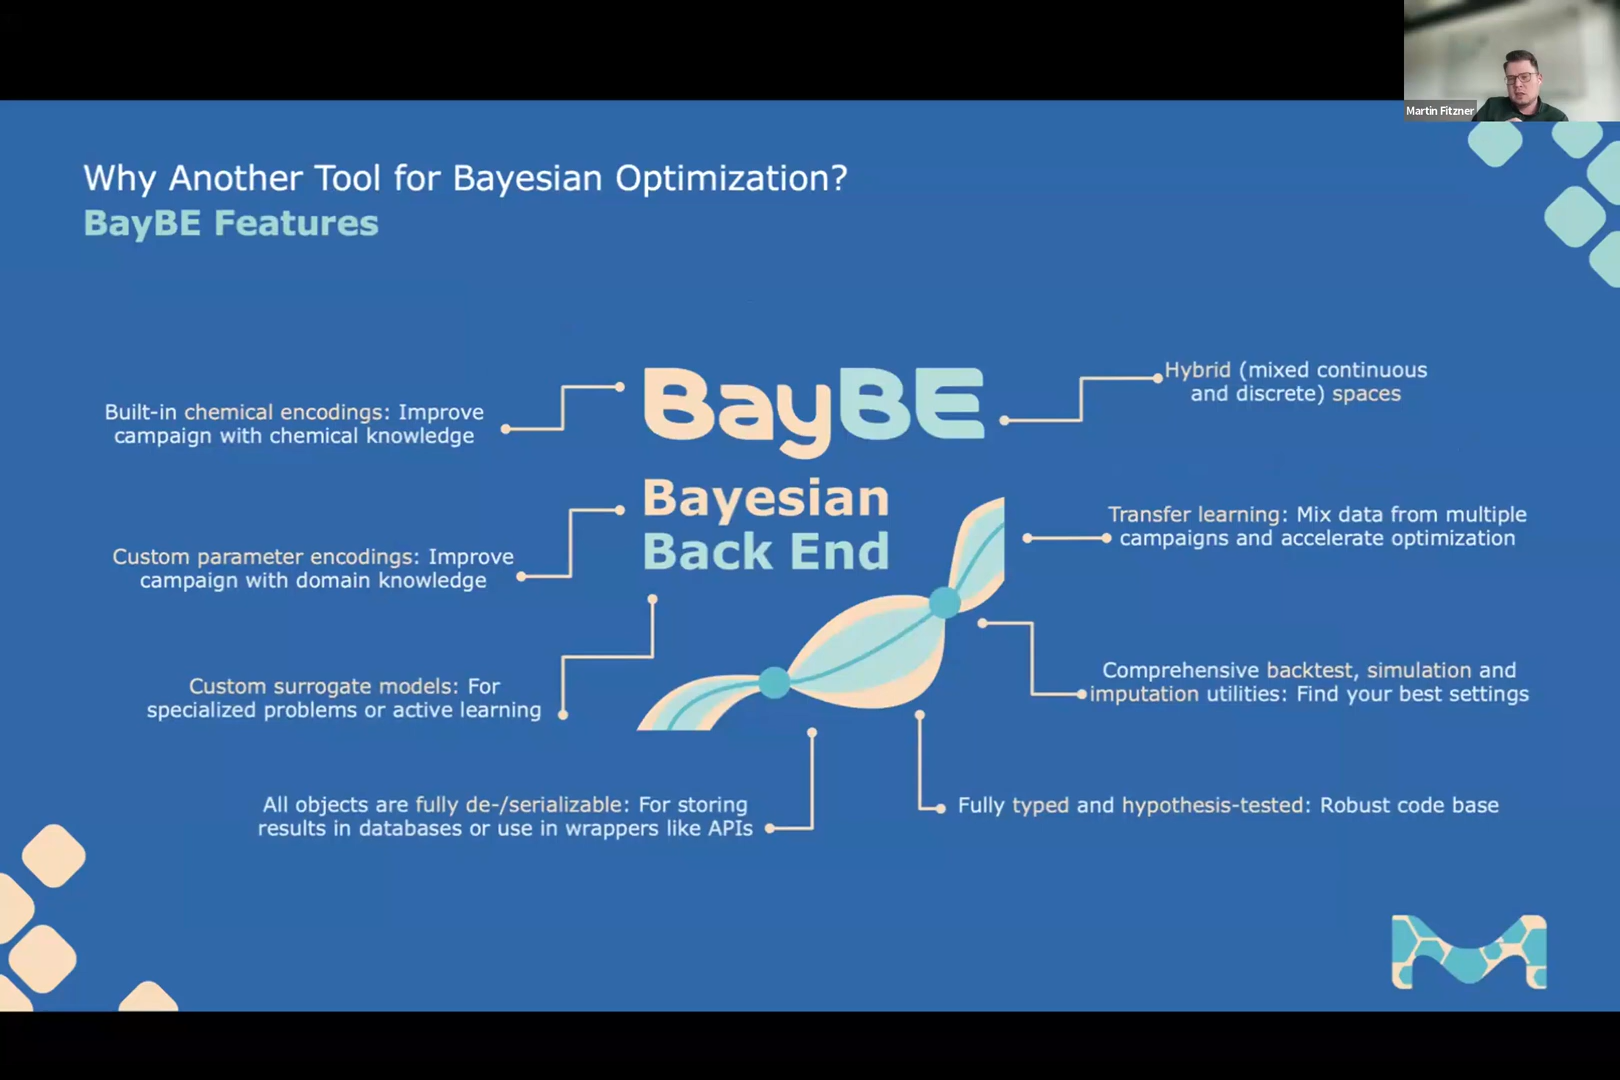 Martin Fitzner
Why Another Tool for Bayesian Optimization?
BayBE Features
BayBE
Bayesian
Back End
Built-in chemical encodings: Improve
campaign with chemical knowledge
Custom parameter encodings: Improve
campaign with domain knowledge
Custom surrogate models: For
specialized problems or active learning
All objects are fully de-/serializable: For storing
results in databases or use in wrappers like APIs
Hybrid (mixed continuous
and discrete) spaces
Transfer learning: Mix data from multiple
campaigns and accelerate optimization
Comprehensive backtest, simulation and
imputation utilities: Find your best settings
Fully typed and hypothesis-tested: Robust code base